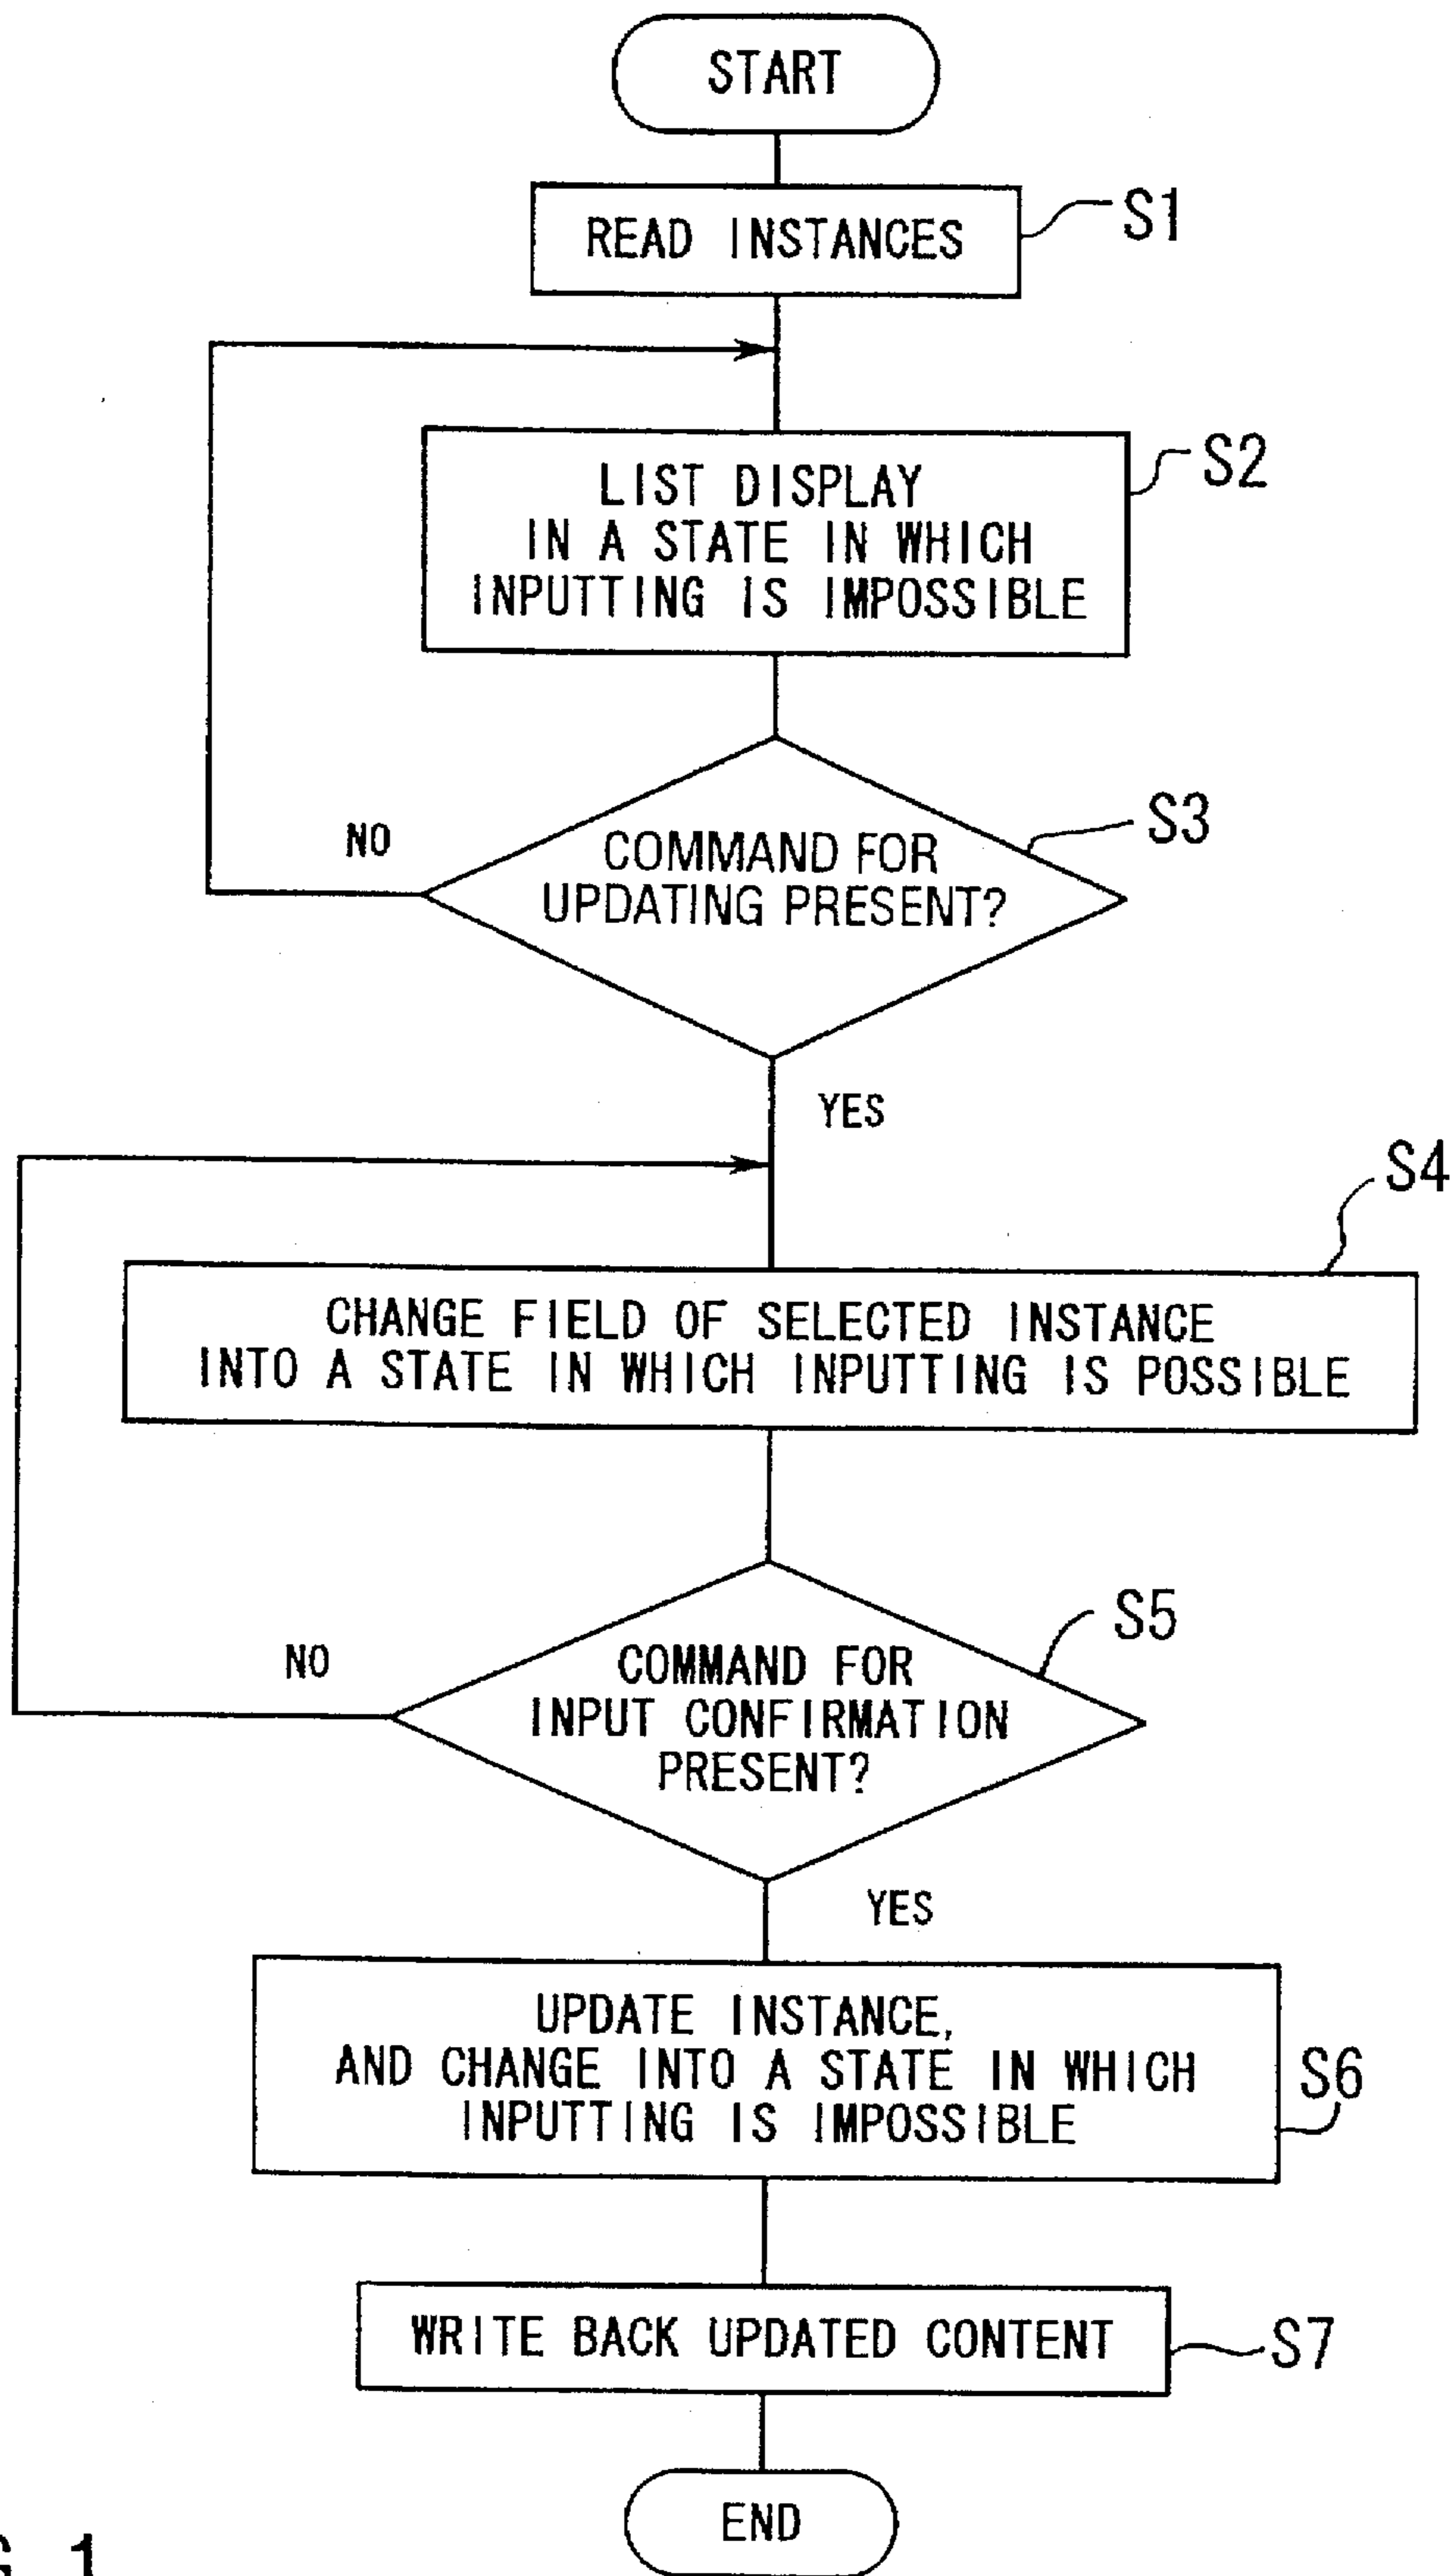 START
READ INSTANCES
S1
LIST DISPLAY
IN A STATE IN WHICH
INPUTTING IS IMPOSSIBLE
S2
COMMAND FOR
UPDATING PRESENT?
S3
NO
YES
S4
CHANGE FIELD OF SELECTED INSTANCE
INTO A STATE IN WHICH INPUTTING IS POSSIBLE
COMMAND FOR
INPUT CONFIRMATION
PRESENT?
S5
NO
YES
UPDATE INSTANCE,
AND CHANGE INTO A STATE IN WHICH
INPUTTING IS IMPOSSIBLE
S6
WRITE BACK UPDATED CONTENT
S7
END
1